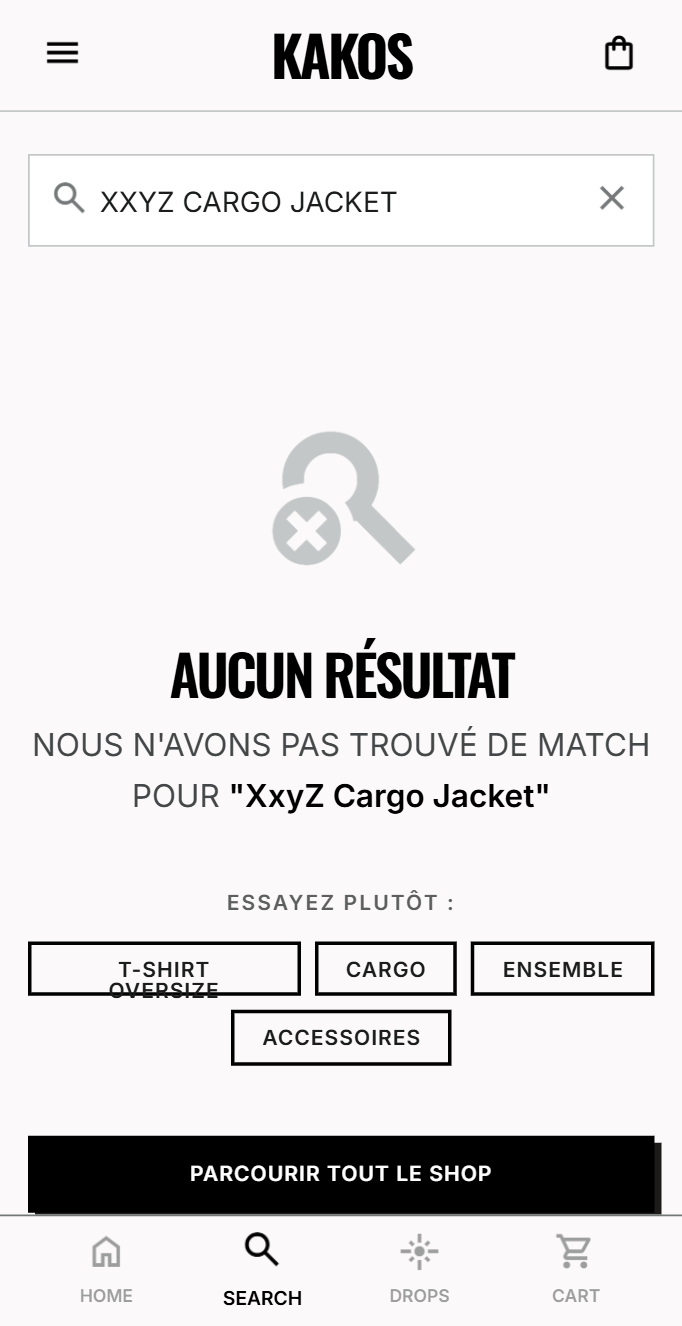 KAKOS
XXYZ CARGO JACKET
AUCUN RÉSULTAT
NOUS N'AVONS PAS TROUVÉ DE MATCH
POUR "XxyZ Cargo Jacket"
ESSAYEZ PLUTÔT :
T-SHIRT
OVERSIZE
CARGO
ENSEMBLE
ACCESSOIRES
PARCOURIR TOUT LE SHOP
HOME
SEARCH
DROPS
CART